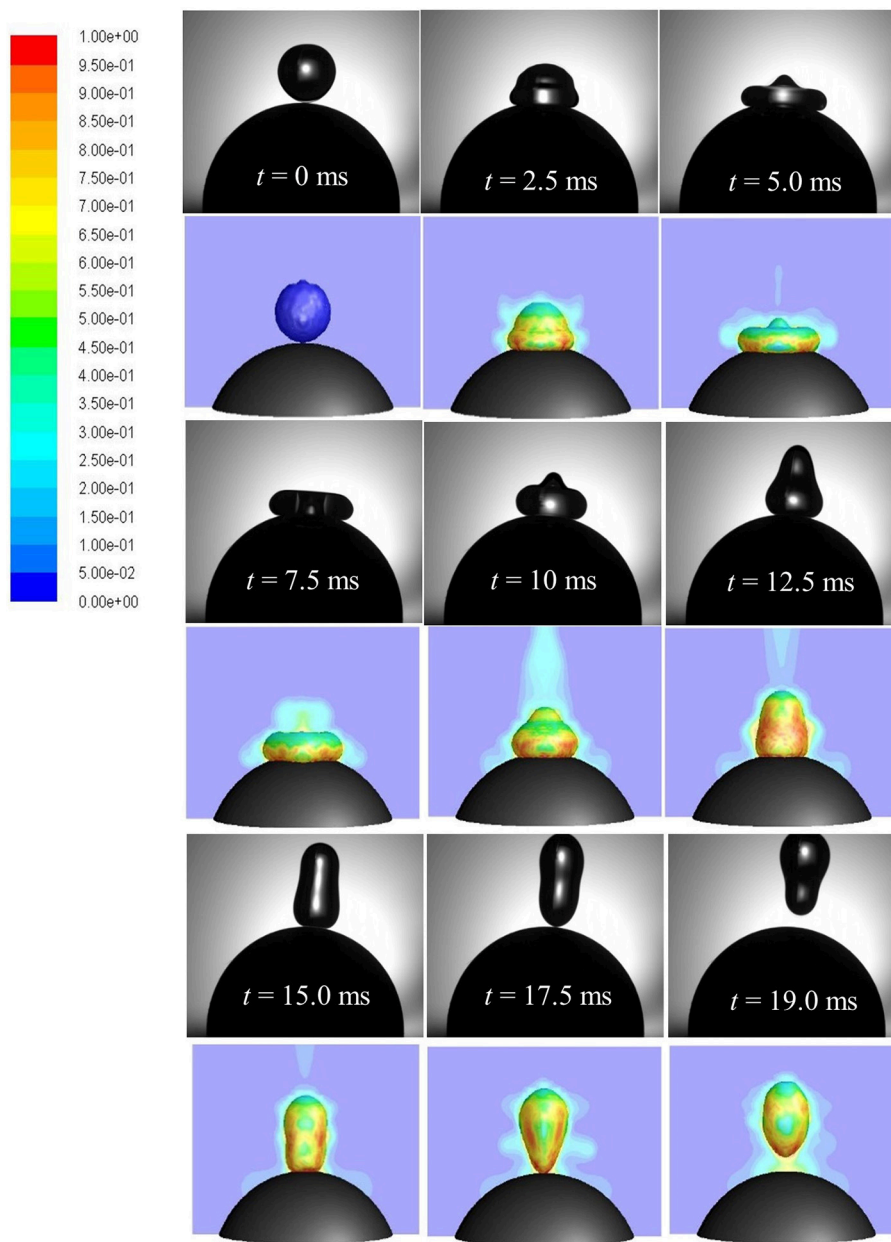 1.00e+00
9.50e-01
9.00e-01
8.50e-01
8.00e-01
7.50e-01
7.00e-01
6.50e-01
6.00e-01
5.50e-01
5.00e-01
4.50e-01
4.00e-01
3.50e-01
3.00e-01
2.50e-01
2.00e-01
1.50e-01
1.00e-01
5.00e-02
0.00e+00
t = 0 ms
t = 2.5 ms
t = 5.0 ms
t = 7.5 ms
t = 10 ms
t = 12.5 ms
t = 15.0 ms
t = 17.5 ms
t = 19.0 ms